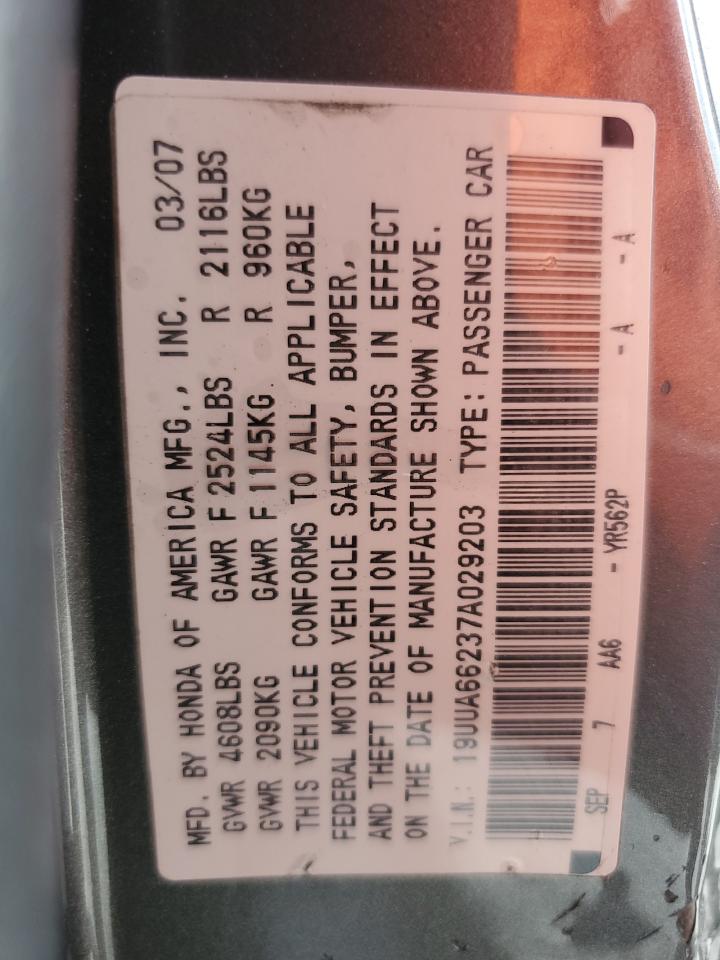 MFD. BY HONDA OF AMERICA MFG., INC. 03/07
GVWR 4608LBS GAWR F 2524LBS R 2116LBS
GVWR 2090KG GAWR F 1145KG R 960KG
THIS VEHICLE CONFORMS TO ALL APPLICABLE
FEDERAL MOTOR VEHICLE SAFETY, BUMPER,
AND THEFT PREVENTION STANDARDS IN EFFECT
ON THE DATE OF MANUFACTURE SHOWN ABOVE.
V.I.N.: 19UUA66237A029203 TYPE: PASSENGER CAR
SEP 7 AA6 - YR562P - A - A